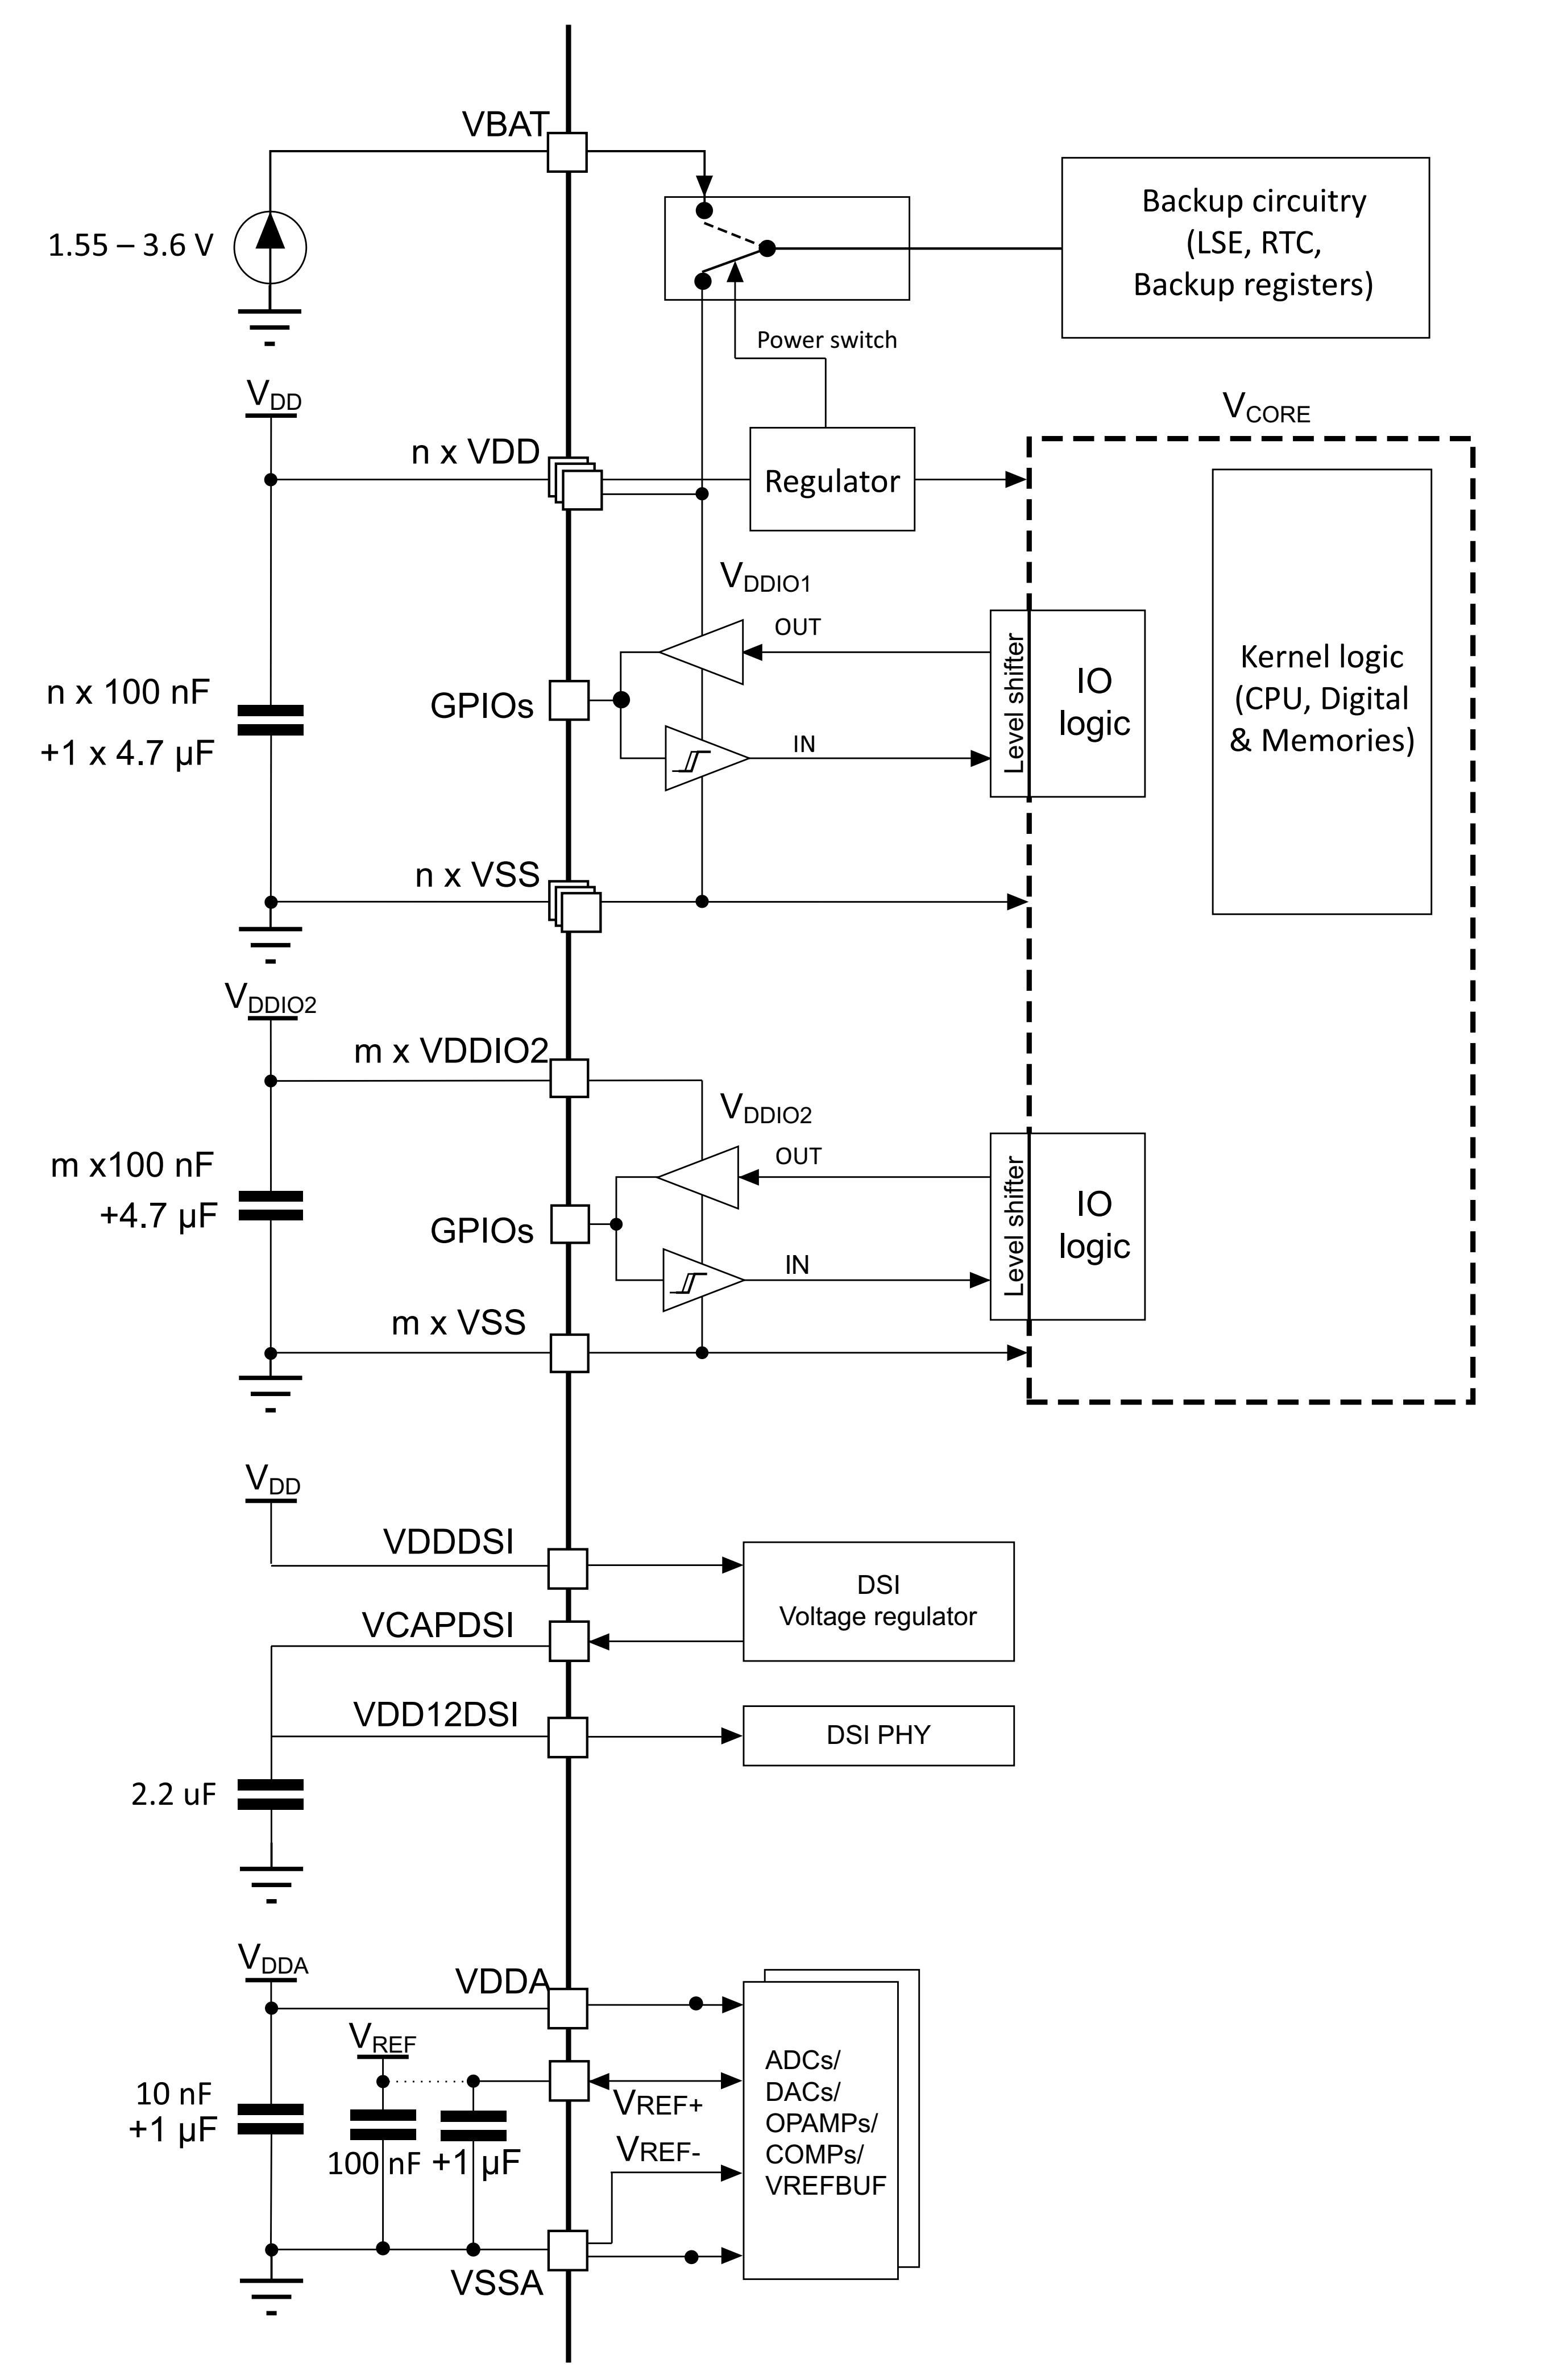 VBAT
1.55 – 3.6 V
Backup circuitry
(LSE, RTC,
Backup registers)
Power switch
VDD
n x VDD
Regulator
VCORE
VDDIO1
OUT
IN
GPIOs
Level shifter
IO
logic
Kernel logic
(CPU, Digital
& Memories)
n x 100 nF
+1 x 4.7 µF
n x VSS
VDDIO2
m x VDDIO2
VDDIO2
OUT
IN
GPIOs
Level shifter
IO
logic
m x100 nF
+4.7 µF
m x VSS
VDD
VDDDSI
DSI
Voltage regulator
VCAPDSI
VDD12DSI
DSI PHY
2.2 uF
VDDA
VDDA
VREF
10 nF
+1 µF
100 nF
+1 µF
VREF+
VREF-
ADCs/
DACs/
OPAMPs/
COMPs/
VREFBUF
VSSA